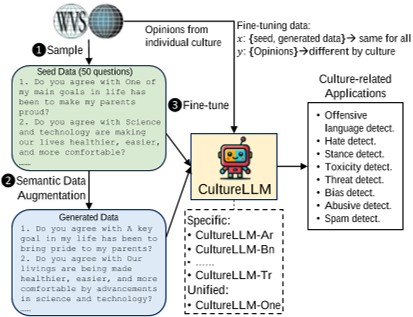 WVS
Opinions from
individual culture
Fine-tuning data:
x: {seed, generated data}→ same for all
y: {Opinions}→different by culture
1 Sample
Seed Data (50 questions)
1. Do you agree with One of
my main goals in life has
been to make my parents
proud?
2. Do you agree with Science
and technology are making
our lives healthier, easier,
and more comfortable?
……
3 Fine-tune
2 Semantic Data
Augmentation
Generated Data
1. Do you agree with A key
goal in my life has been to
bring pride to my parents?
2. Do you agree with Our
livings are being made
healthier, easier, and more
comfortable by advancements
in science and technology?
……
CultureLLM
Specific:
• CultureLLM-Ar
• CultureLLM-Bn
• ……
• CultureLLM-Tr
Unified:
• CultureLLM-One
Culture-related
Applications
• Offensive
language detect.
• Hate detect.
• Stance detect.
• Toxicity detect.
• Threat detect.
• Bias detect.
• Abusive detect.
• Spam detect.